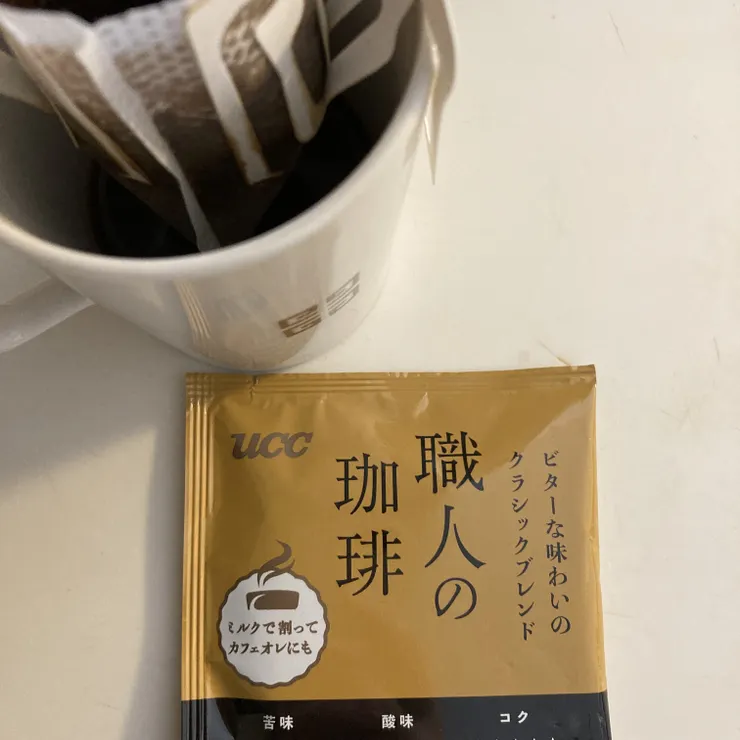 ucc
職人の
珈琲
ビターな味わいの
クラシックブレンド
ミルクで割って
カフェオレにも
苦味 酸味 コク